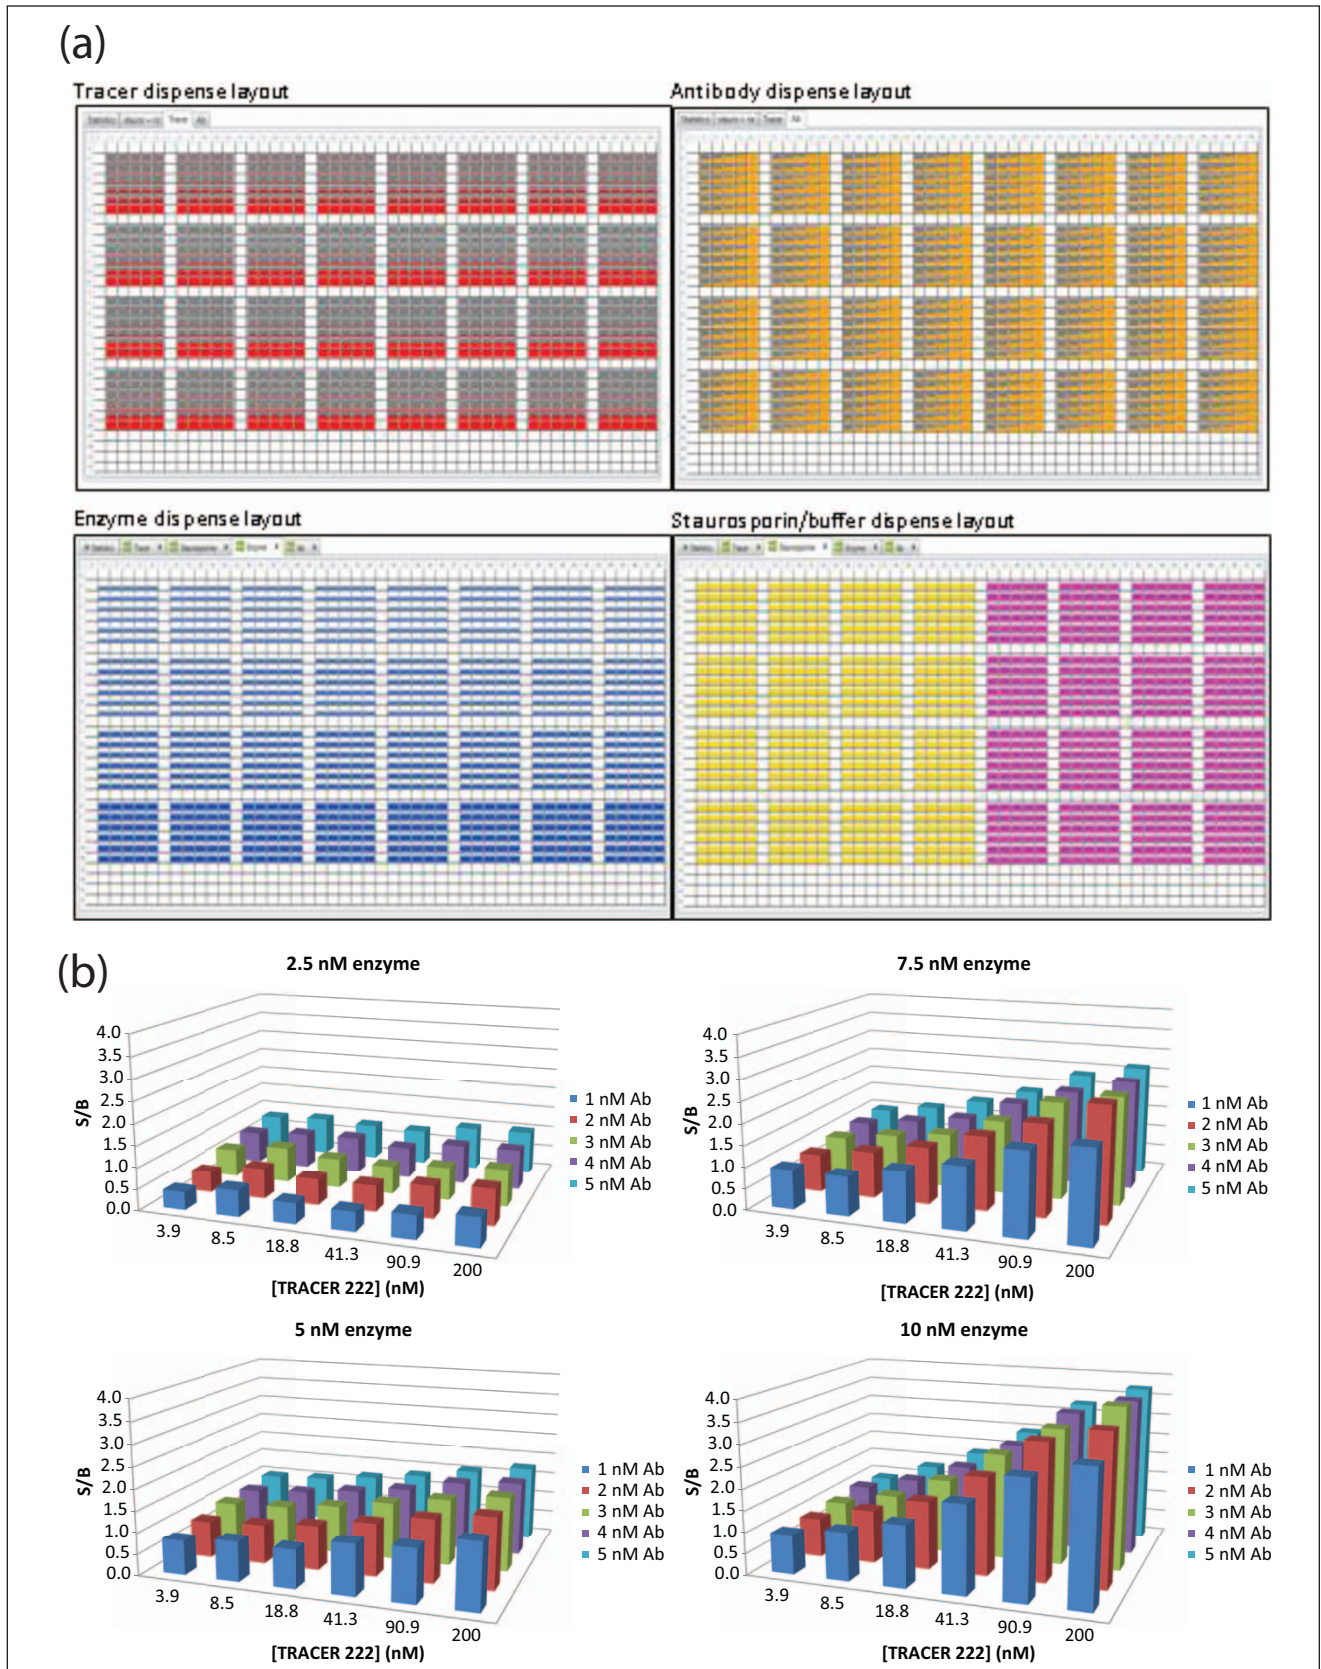 (a)
Tracer dispense layout
Antibody dispense layout
Enzyme dispense layout
Staurosporin/buffer dispense layout
(b)
2.5 nM enzyme
4.0
3.5
3.0
2.5
2.0
1.5
1.0
0.5
0.0
S/B
3.9
8.5
18.8
41.3
90.9
200
[TRACER 222] (nM)
1 nM Ab
2 nM Ab
3 nM Ab
4 nM Ab
5 nM Ab
7.5 nM enzyme
4.0
3.5
3.0
2.5
2.0
1.5
1.0
0.5
0.0
S/B
3.9
8.5
18.8
41.3
90.9
200
[TRACER 222] (nM)
1 nM Ab
2 nM Ab
3 nM Ab
4 nM Ab
5 nM Ab
5 nM enzyme
4.0
3.5
3.0
2.5
2.0
1.5
1.0
0.5
0.0
S/B
3.9
8.5
18.8
41.3
90.9
200
[TRACER 222] (nM)
1 nM Ab
2 nM Ab
3 nM Ab
4 nM Ab
5 nM Ab
10 nM enzyme
4.0
3.5
3.0
2.5
2.0
1.5
1.0
0.5
0.0
S/B
3.9
8.5
18.8
41.3
90.9
200
[TRACER 222] (nM)
1 nM Ab
2 nM Ab
3 nM Ab
4 nM Ab
5 nM Ab